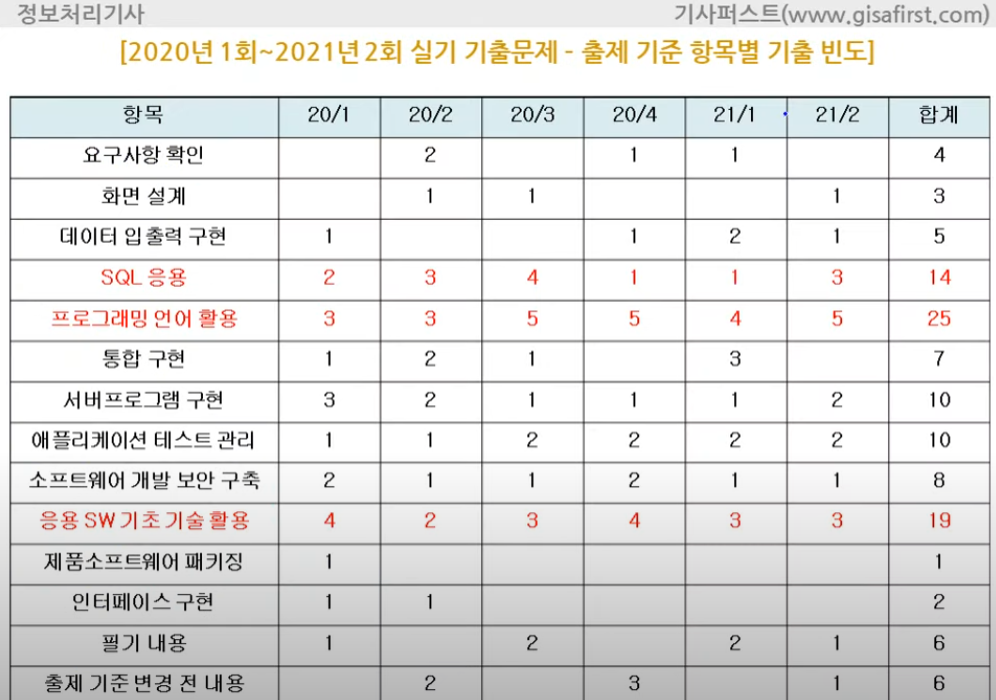 정보처리기사 기사퍼스트(www.gisafirst.com)
[2020년 1회~2021년 2회 실기 기출문제 - 출제 기준 항목별 기출 빈도]
항목 20/1 20/2 20/3 20/4 21/1 21/2 합계
요구사항 확인 2 1 1 4
화면 설계 1 1 1 3
데이터 입출력 구현 1 1 2 1 5
SQL 응용 2 3 4 1 1 3 14
프로그래밍 언어 활용 3 3 5 5 4 5 25
통합 구현 1 2 1 3 7
서버프로그램 구현 3 2 1 1 1 2 10
애플리케이션 테스트 관리 1 1 2 2 2 2 10
소프트웨어 개발 보안 구축 2 1 1 2 1 1 8
응용 SW 기초 기술 활용 4 2 3 4 3 3 19
제품소프트웨어 패키징 1 1
인터페이스 구현 1 1 2
필기 내용 1 2 2 1 6
출제 기준 변경 전 내용 2 3 1 6